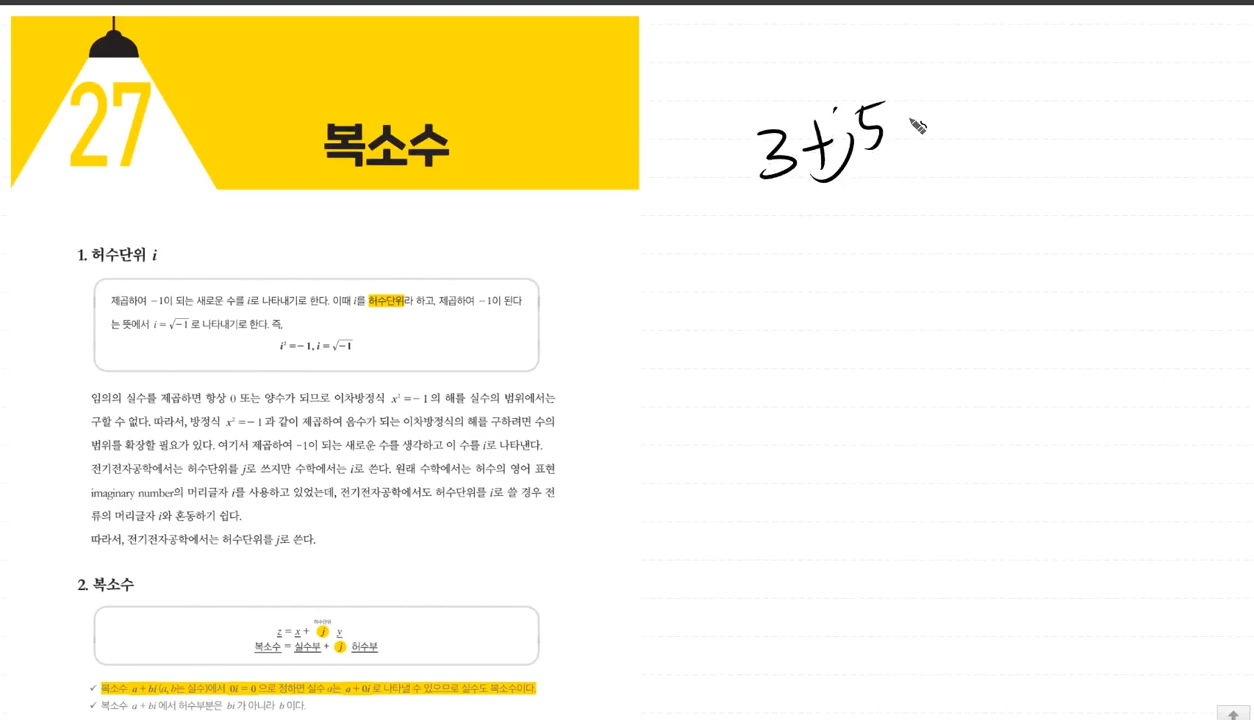 27
복소수
3+j5
1. 허수단위 i
제곱하여 −1이 되는 새로운 수를 i로 나타내기로 한다. 이때 i를 허수단위라 하고, 제곱하여 −1이 된다
는 뜻에서 i = √−1 로 나타내기로 한다. 즉,
i² = −1, i = √−1
임의의 실수를 제곱하면 항상 0 또는 양수가 되므로 이차방정식 x² = −1 의 해를 실수의 범위에서는
구할 수 없다. 따라서, 방정식 x² = −1 과 같이 제곱하여 음수가 되는 이차방정식의 해를 구하려면 수의
범위를 확장할 필요가 있다. 여기서 제곱하여 -1이 되는 새로운 수를 생각하고 이 수를 i로 나타낸다.
전기전자공학에서는 허수단위를 j로 쓰지만 수학에서는 i로 쓴다. 원래 수학에서는 허수의 영어 표현
imaginary number의 머리글자 i를 사용하고 있었는데, 전기전자공학에서도 허수단위를 i로 쓸 경우 전
류의 머리글자 i와 혼동하기 쉽다.
따라서, 전기전자공학에서는 허수단위를 j로 쓴다.
2. 복소수
허수단위
z = x + j y
복소수 = 실수부 + j 허수부
✓ 복소수 a + bi (a, b는 실수)에서 0i = 0 으로 정하면 실수 a는 a + 0i 로 나타낼 수 있으므로 실수도 복소수이다.
✓ 복소수 a + bi 에서 허수부분은 bi 가 아니라 b 이다.